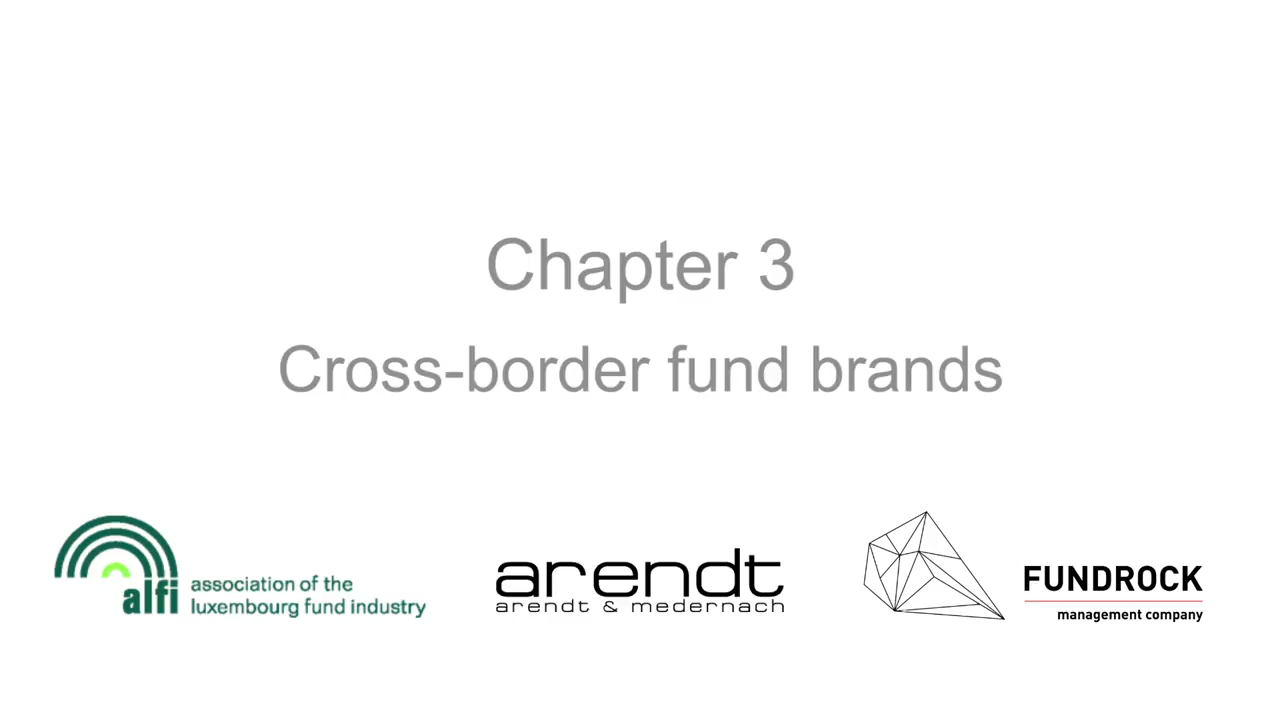 Chapter 3
Cross-border fund brands
alfi
association of the
luxembourg fund industry
arendt
arendt & medernach
FUNDROCK
management company